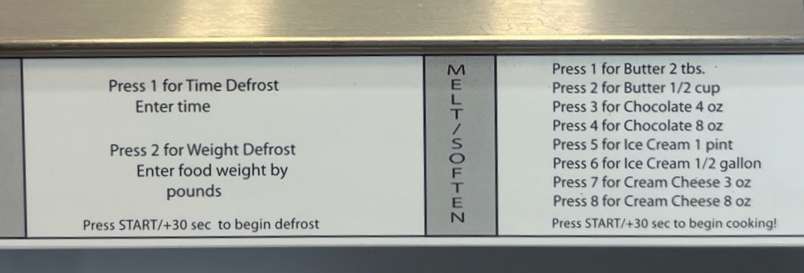 Press 1 for Time Defrost
Enter time
Press 2 for Weight Defrost
Enter food weight by
pounds
Press START/+30 sec to begin defrost
MELT/SOFTEN
Press 1 for Butter 2 tbs.
Press 2 for Butter 1/2 cup
Press 3 for Chocolate 4 oz
Press 4 for Chocolate 8 oz
Press 5 for Ice Cream 1 pint
Press 6 for Ice Cream 1/2 gallon
Press 7 for Cream Cheese 3 oz
Press 8 for Cream Cheese 8 oz
Press START/+30 sec to begin cooking!